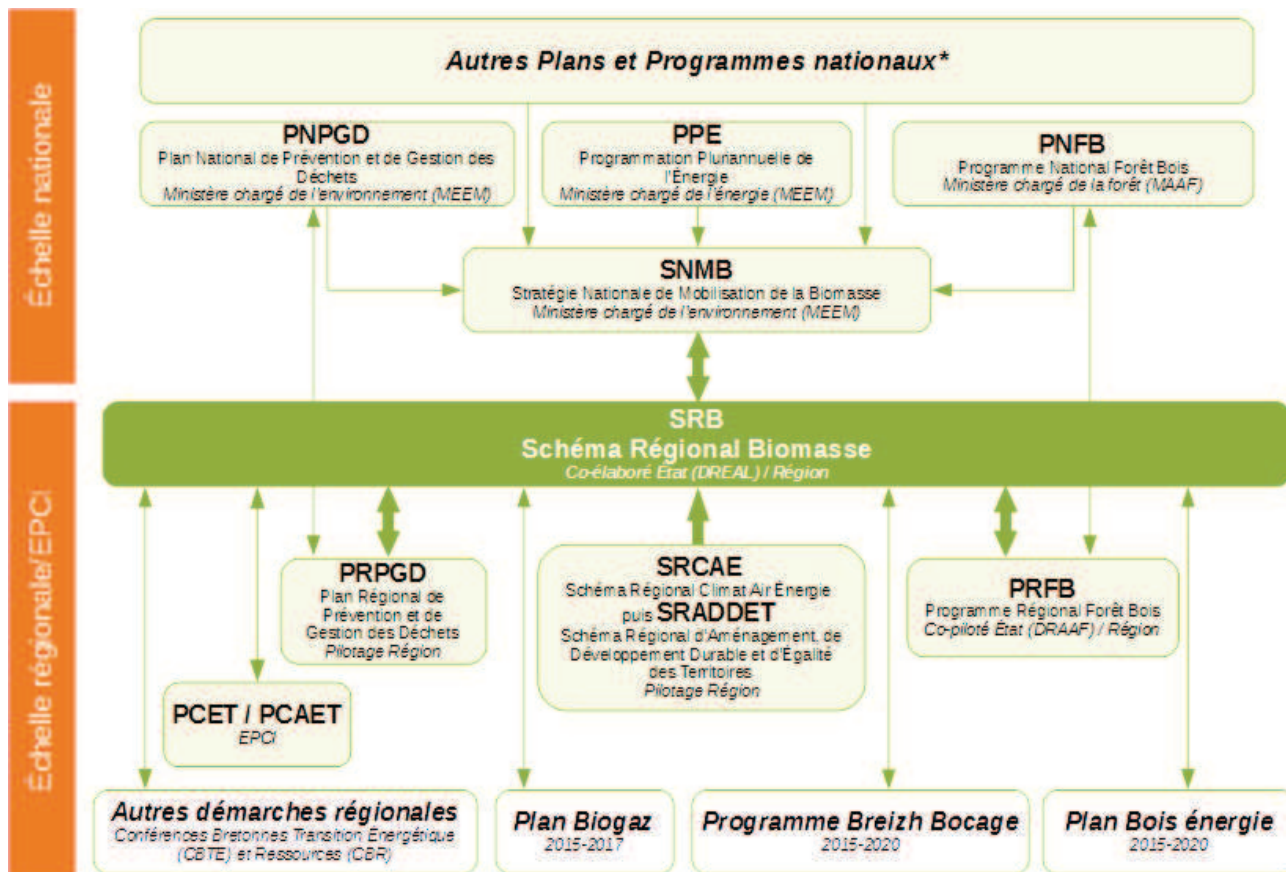 Échelle nationale
Autres Plans et Programmes nationaux*
PNPGD
Plan National de Prévention et de Gestion des
Déchets
Ministère chargé de l'environnement (MEEM)
PPE
Programmation Pluriannuelle de
l'Énergie
Ministère chargé de l'énergie (MEEM)
PNFB
Programme National Forêt Bois
Ministère chargé de la forêt (MAAF)
SNMB
Stratégie Nationale de Mobilisation de la Biomasse
Ministère chargé de l'environnement (MEEM)
Échelle régionale/EPCI
SRB
Schéma Régional Biomasse
Co-élaboré État (DREAL) / Région
PRPGD
Plan Régional de
Prévention et de
Gestion des Déchets
Pilotage Région
SRCAE
Schéma Régional Climat Air Énergie
puis SRADDET
Schéma Régional d'Aménagement, de
Développement Durable et d'Égalité
des Territoires
Pilotage Région
PRFB
Programme Régional Forêt Bois
Co-piloté État (DRAAF) / Région
PCET / PCAET
EPCI
Autres démarches régionales
Conférences Bretonnes Transition Énergétique
(CBTE) et Ressources (CBR)
Plan Biogaz
2015-2017
Programme Breizh Bocage
2015-2020
Plan Bois énergie
2015-2020